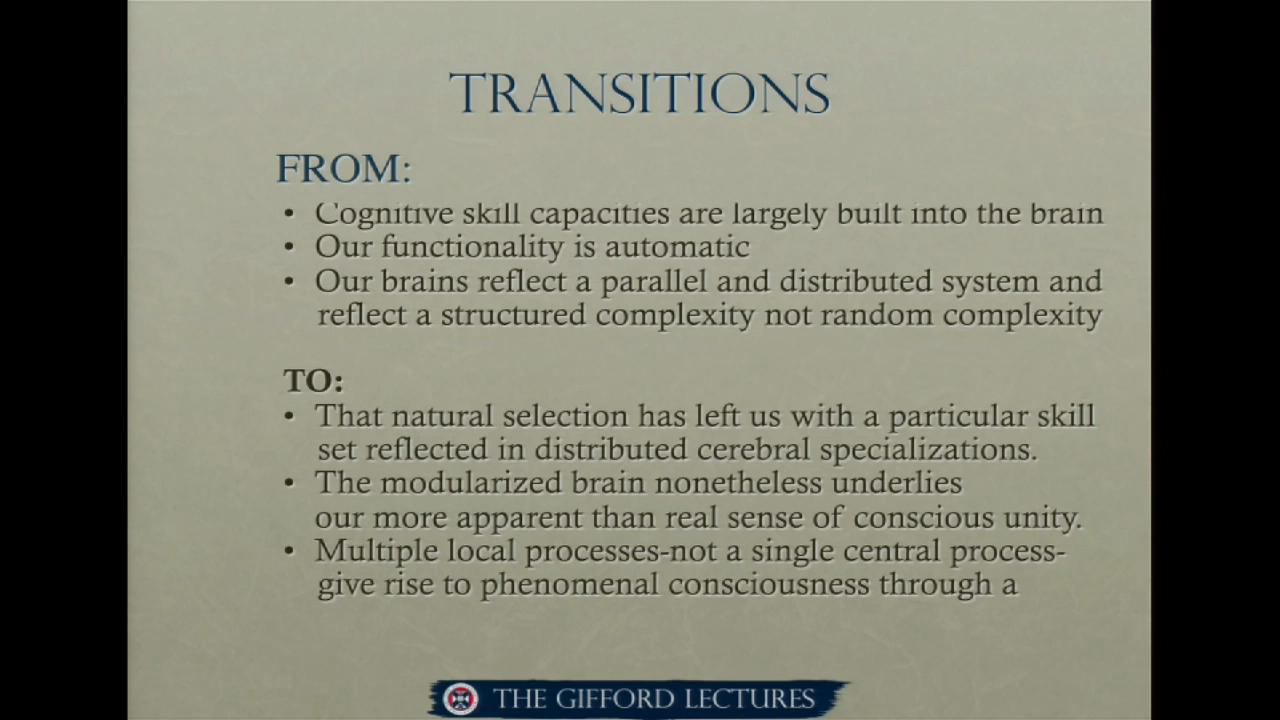 TRANSITIONS
FROM:
• Cognitive skill capacities are largely built into the brain
• Our functionality is automatic
• Our brains reflect a parallel and distributed system and
reflect a structured complexity not random complexity
TO:
• That natural selection has left us with a particular skill
set reflected in distributed cerebral specializations.
• The modularized brain nonetheless underlies
our more apparent than real sense of conscious unity.
• Multiple local processes-not a single central process-
give rise to phenomenal consciousness through a
THE GIFFORD LECTURES